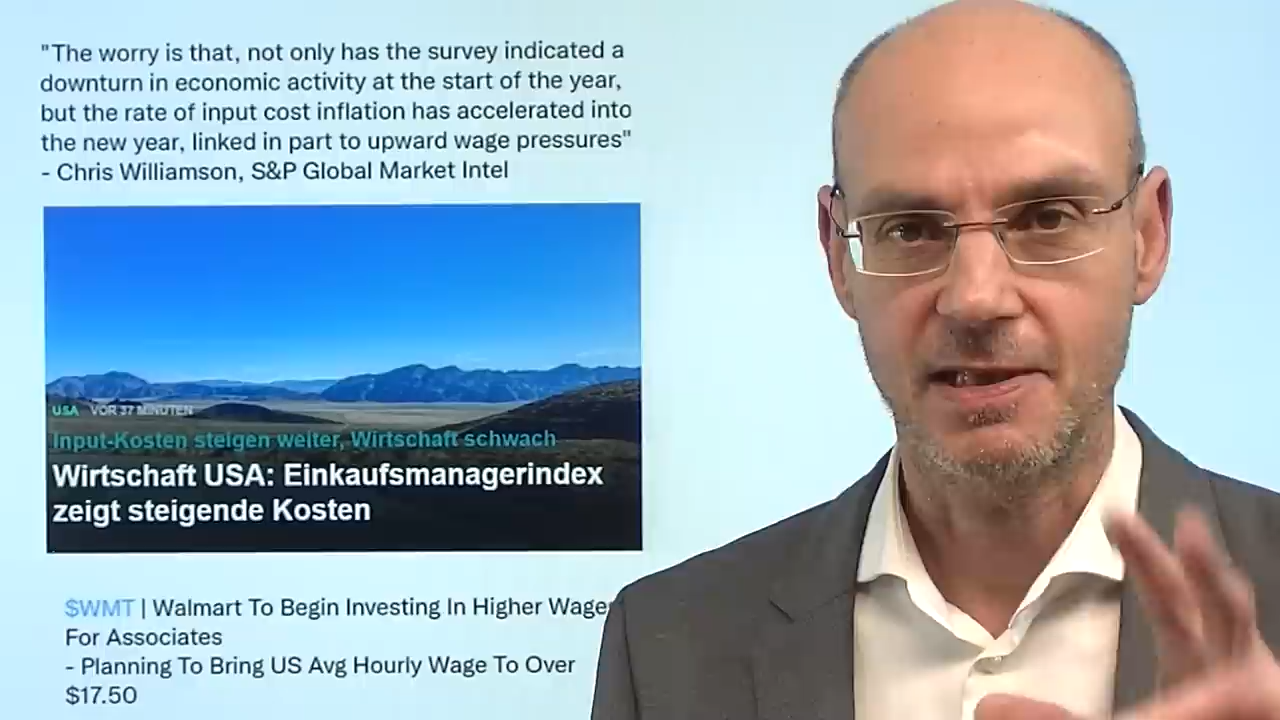 "The worry is that, not only has the survey indicated a
downturn in economic activity at the start of the year,
but the rate of input cost inflation has accelerated into
the new year, linked in part to upward wage pressures"
- Chris Williamson, S&P Global Market Intel
USA VOR 37 MINUTEN
Input-Kosten steigen weiter, Wirtschaft schwach
Wirtschaft USA: Einkaufsmanagerindex
zeigt steigende Kosten
$WMT | Walmart To Begin Investing In Higher Wages
For Associates
- Planning To Bring US Avg Hourly Wage To Over
$17.50